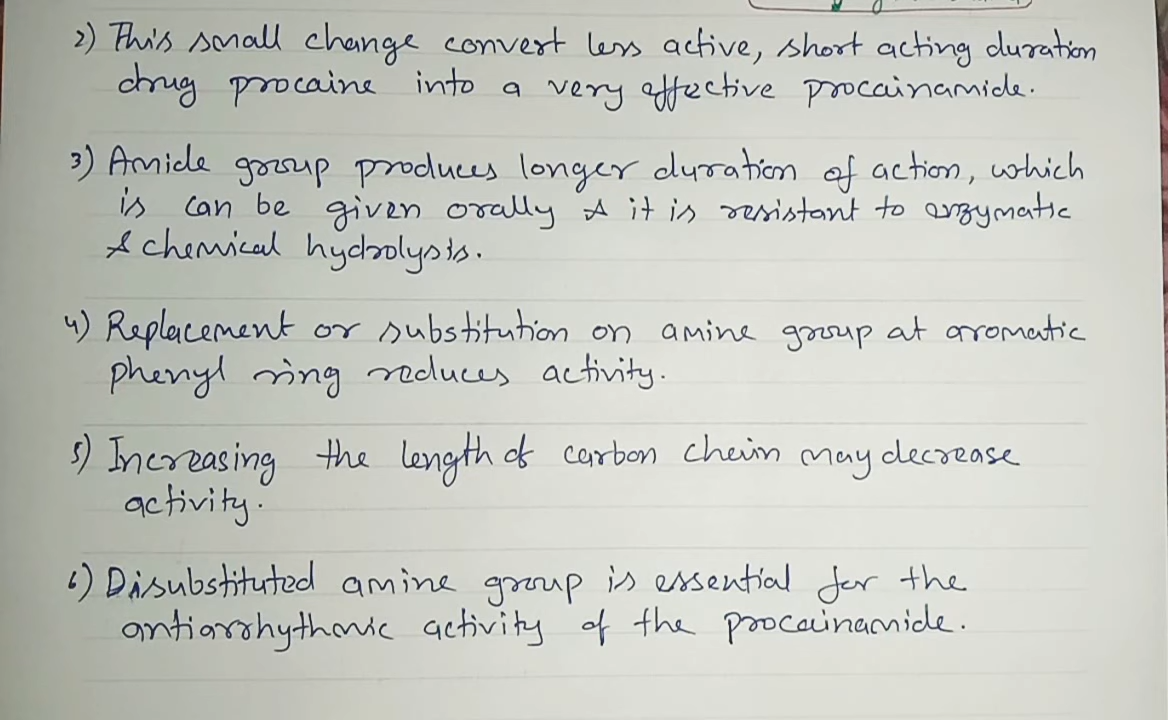 2) This small change convert less active, short acting duration
drug procaine into a very effective procainamide.
3) Amide group produces longer duration of action, which
is can be given orally & it is resistant to enzymatic
& chemical hydrolysis.
4) Replacement or substitution on amine group at aromatic
phenyl ring reduces activity.
5) Increasing the length of carbon chain may decrease
activity.
6) Disubstituted amine group is essential for the
antiarrhythmic activity of the procainamide.